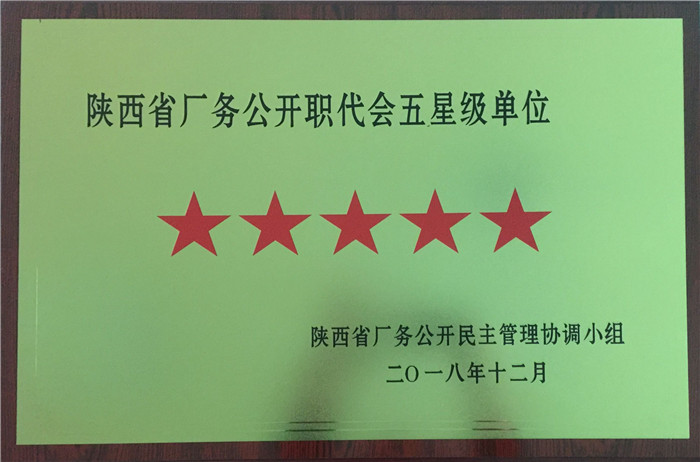 陕西省厂务公开职代会五星级单位
陕西省厂务公开民主管理协调小组
二〇一八年十二月